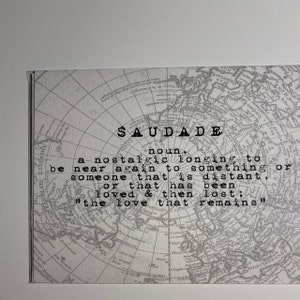 SAUDADE
noun.
a nostalgic longing to
be near again to something or
someone that is distant.
or that has been
loved & then lost;
"the love that remains"